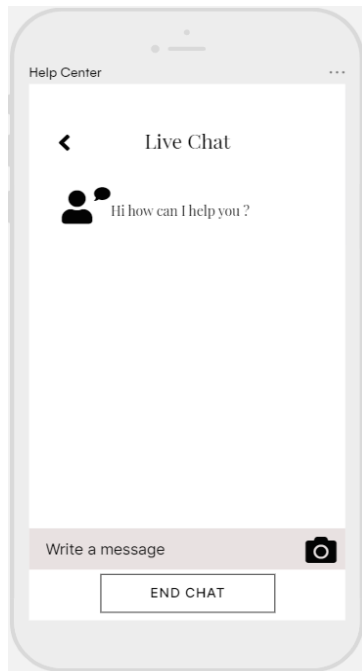 Help Center
Live Chat
Hi how can I help you ?
Write a message
END CHAT